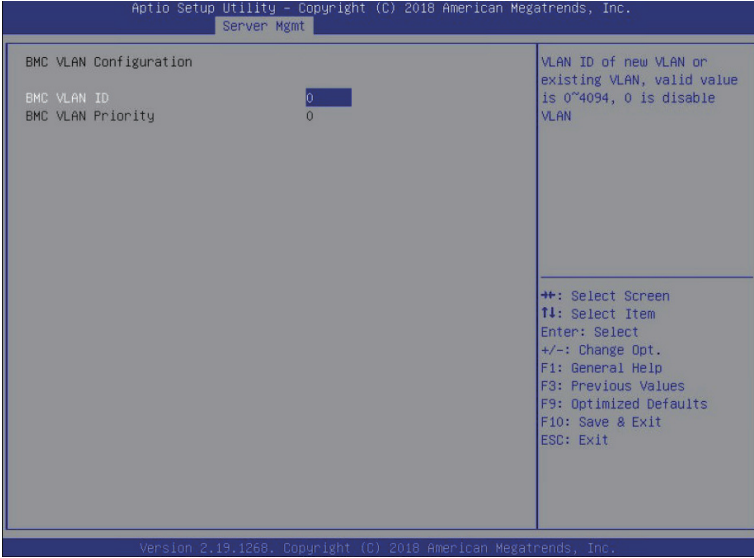 Aptio Setup Utility – Copyright (C) 2018 American Megatrends, Inc.
Server Mgmt
BMC VLAN Configuration
BMC VLAN ID 0
BMC VLAN Priority 0
VLAN ID of new VLAN or
existing VLAN, valid value
is 0~4094, 0 is disable
VLAN
→←: Select Screen
↑↓: Select Item
Enter: Select
+/-: Change Opt.
F1: General Help
F3: Previous Values
F9: Optimized Defaults
F10: Save & Exit
ESC: Exit
Version 2.19.1268. Copyright (C) 2018 American Megatrends, Inc.